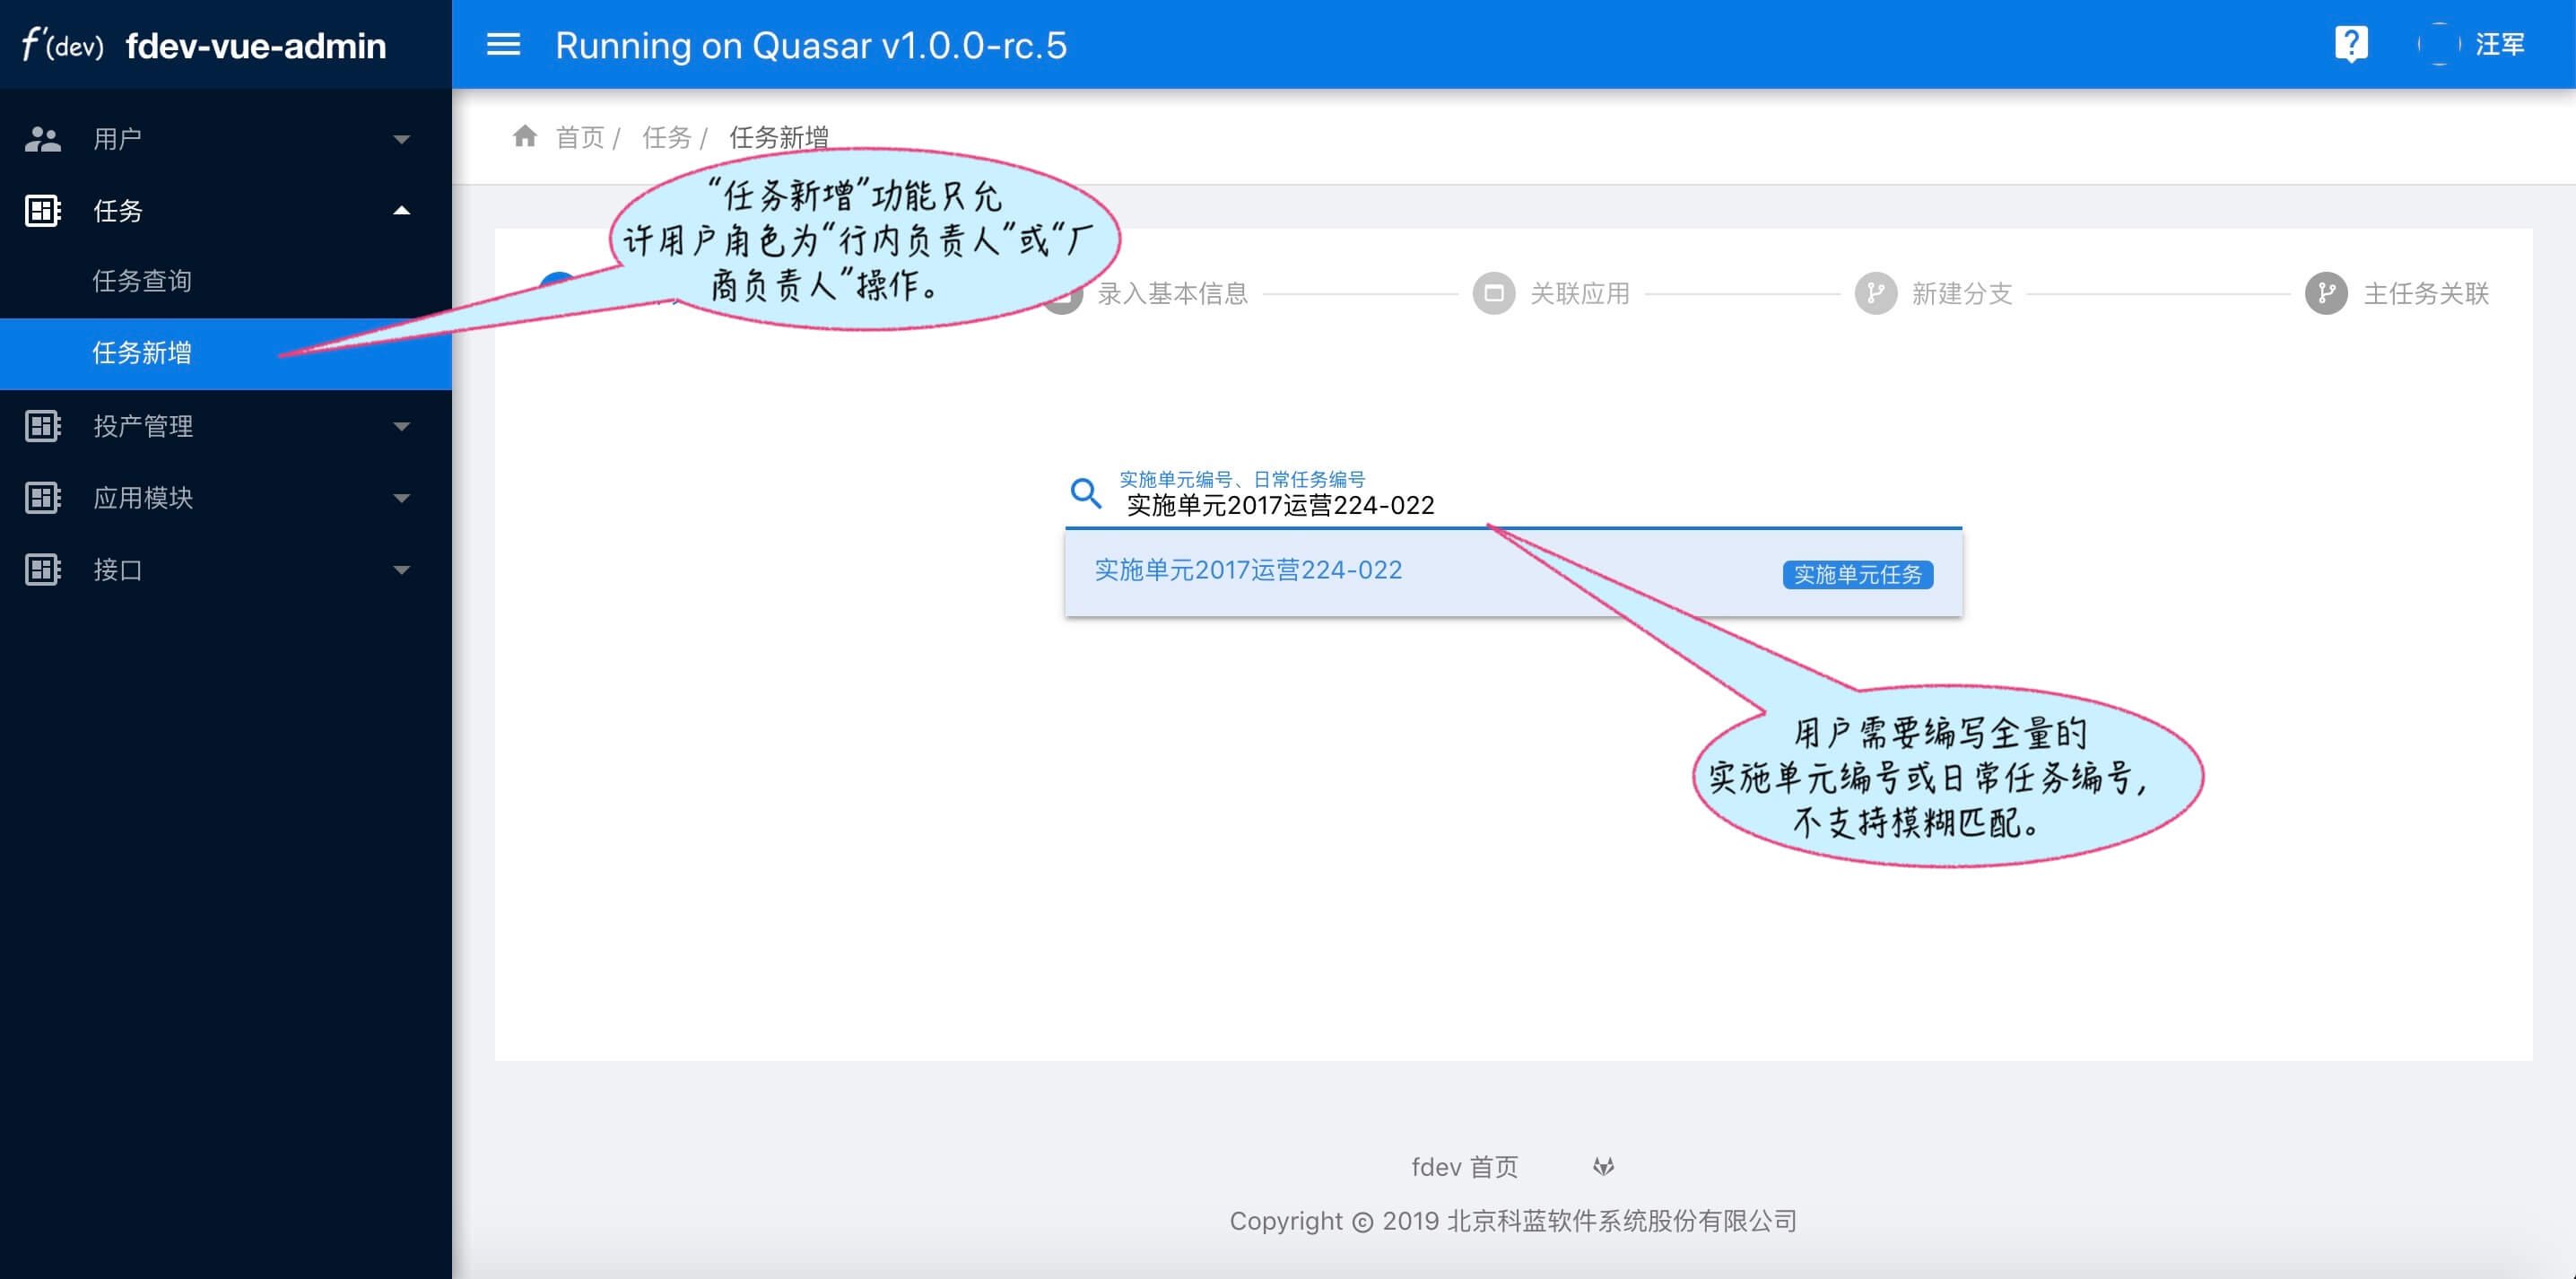 f'(dev) fdev-vue-admin
Running on Quasar v1.0.0-rc.5
汪军
用户
任务
任务查询
任务新增
投产管理
应用模块
接口
首页 / 任务 / 任务新增
“任务新增”功能只允
许用户角色为“行内负责人”或“厂
商负责人”操作。
录入基本信息
关联应用
新建分支
主任务关联
实施单元编号、日常任务编号
实施单元2017运营224-022
实施单元2017运营224-022
实施单元任务
用户需要编写全量的
实施单元编号或日常任务编号,
不支持模糊匹配。
fdev 首页
Copyright © 2019 北京科蓝软件系统股份有限公司